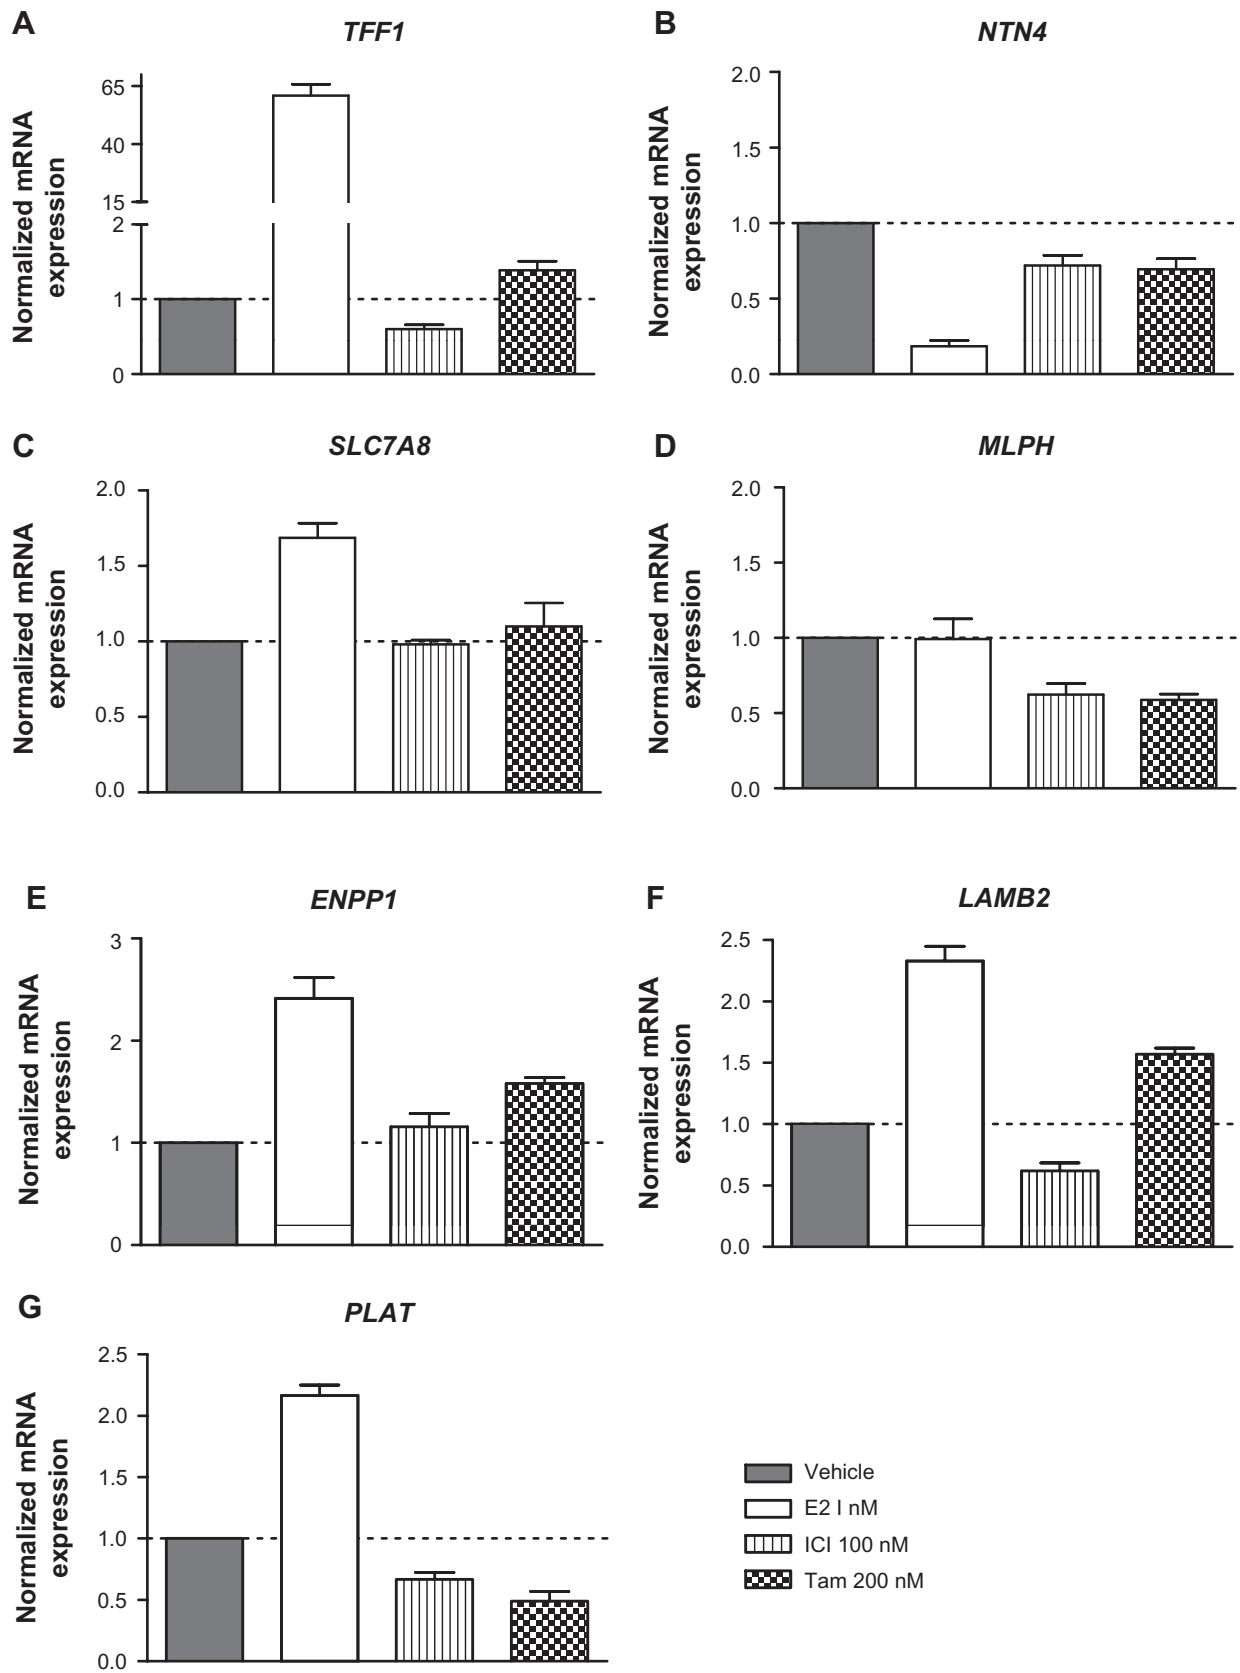 A
TFF1
Normalized mRNA
expression
65
40
15
2
1
0
B
NTN4
Normalized mRNA
expression
2.0
1.5
1.0
0.5
0.0
C
SLC7A8
Normalized mRNA
expression
2.0
1.5
1.0
0.5
0.0
D
MLPH
Normalized mRNA
expression
2.0
1.5
1.0
0.5
0.0
E
ENPP1
Normalized mRNA
expression
3
2
1
0
F
LAMB2
Normalized mRNA
expression
2.5
2.0
1.5
1.0
0.5
0.0
G
PLAT
Normalized mRNA
expression
2.5
2.0
1.5
1.0
0.5
0.0
Vehicle
E2 I nM
ICI 100 nM
Tam 200 nM